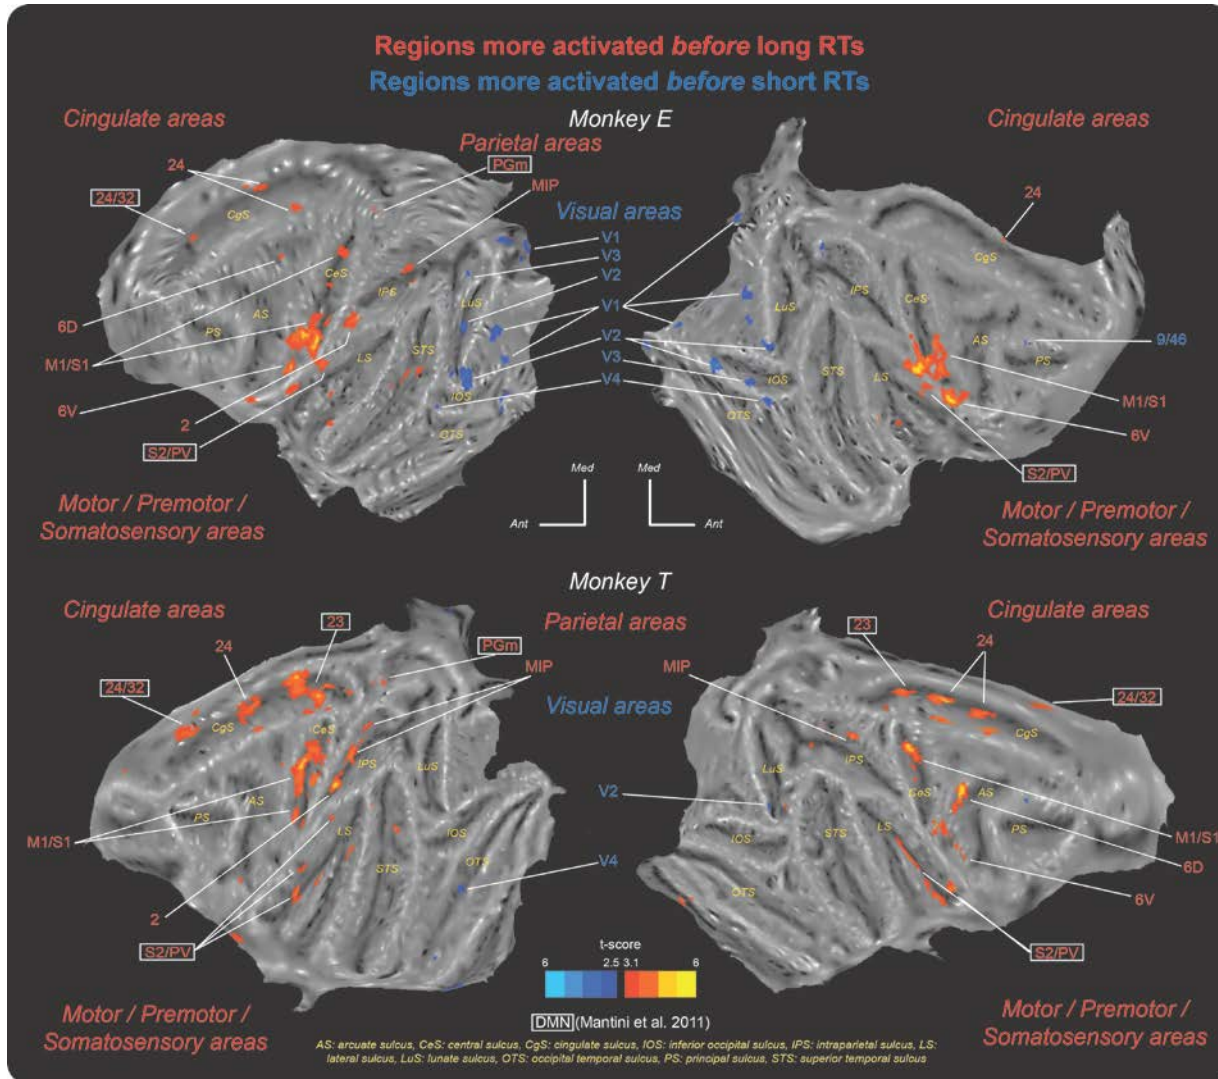 Regions more activated before long RTs
Regions more activated before short RTs
Monkey E
Cingulate areas
Cingulate areas
Parietal areas
24
PGm
MIP
24/32
Visual areas
24
CgS
V1
V3
V2
CgS
CeS
IPS
LuS
V1
LuS
IPS
CeS
6D
AS
PS
V2
AS
PS
9/46
M1/S1
LS
STS
V3
IOS
STS
LS
V4
IOS
OTS
M1/S1
6V
2
OTS
6V
S2/PV
S2/PV
Med
Med
Ant
Ant
Motor / Premotor /
Somatosensory areas
Motor / Premotor /
Somatosensory areas
Monkey T
Cingulate areas
Parietal areas
Cingulate areas
23
23
24
PGm
24
MIP
MIP
24/32
24/32
Visual areas
CgS
CeS
CgS
IPS
LuS
LuS
IPS
CeS
AS
PS
V2
AS
PS
M1/S1
LS
IOS
IOS
STS
LS
M1/S1
STS
OTS
V4
OTS
6D
6V
2
S2/PV
S2/PV
t-score
6
2.5
3.1
6
DMN (Mantini et al. 2011)
Motor / Premotor /
Somatosensory areas
Motor / Premotor /
Somatosensory areas
AS: arcuate sulcus, CeS: central sulcus, CgS: cingulate sulcus, IOS: inferior occipital sulcus, IPS: intraparietal sulcus, LS:
lateral sulcus, LuS: lunate sulcus, OTS: occipital temporal sulcus, PS: principal sulcus, STS: superior temporal sulcus